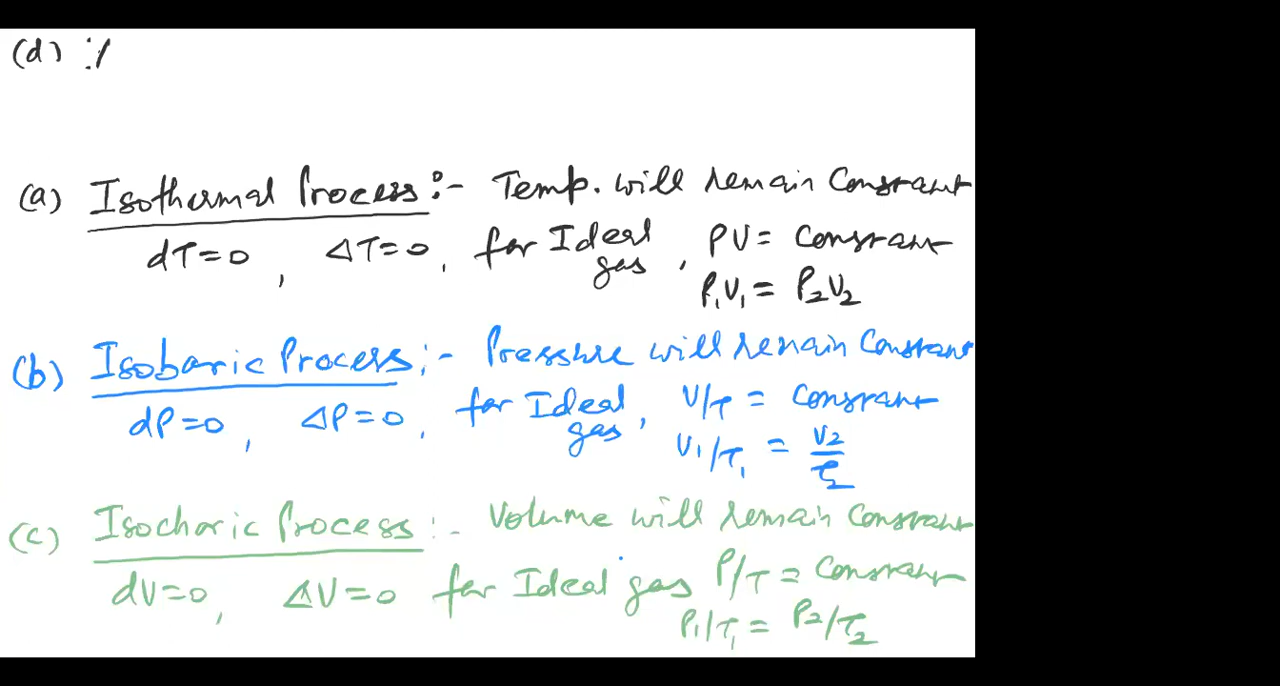 (d) :/
(a) Isothermal Process :- Temp. will remain Constant
dT=0, ΔT=0, for Ideal gas, PV = Constant
P₁V₁ = P₂V₂
(b) Isobaric Process :- Pressure will remain Constant
dP=0, ΔP=0, for Ideal gas, V/T = Constant
V₁/T₁ = V₂/T₂
(c) Isochoric Process :- Volume will remain Constant
dV=0, ΔV=0 for Ideal gas P/T = Constant
P₁/T₁ = P₂/T₂